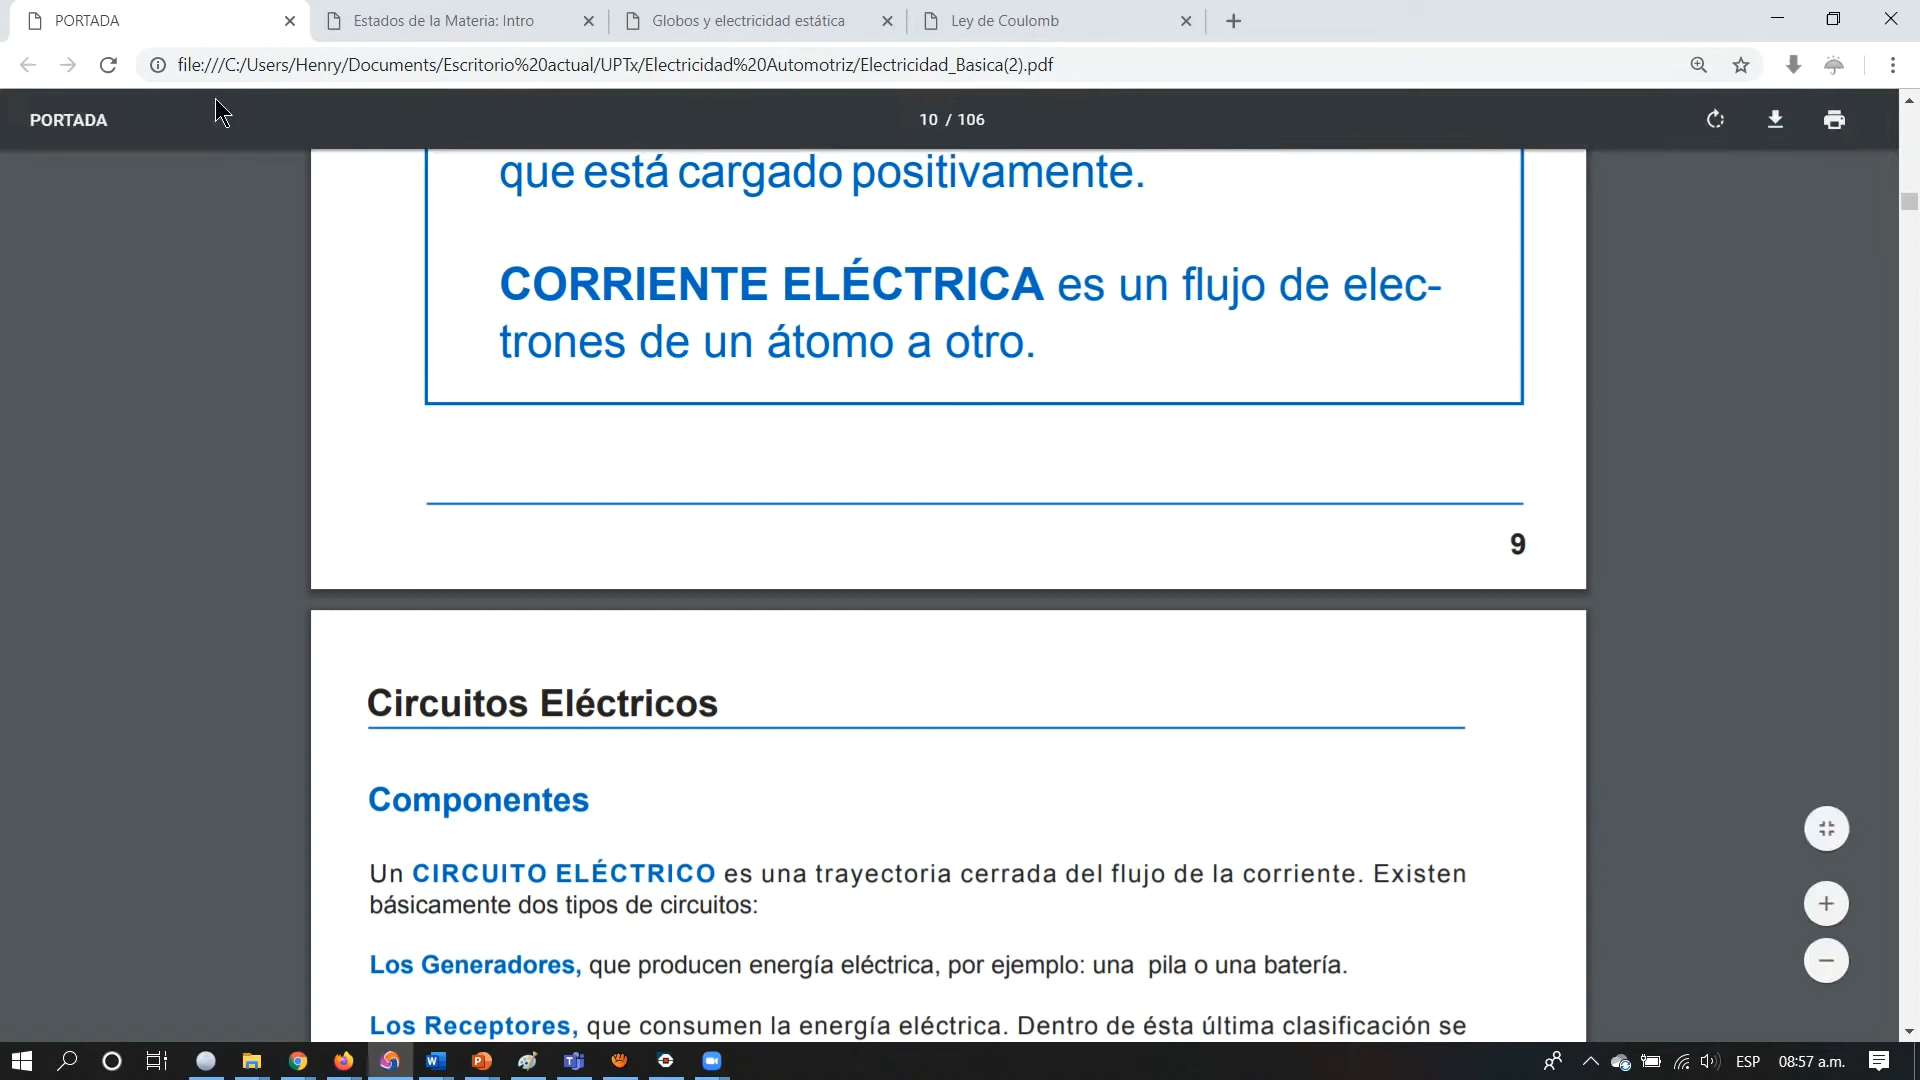 PORTADA
Estados de la Materia: Intro
Globos y electricidad estática
Ley de Coulomb
file:///C:/Users/Henry/Documents/Escritorio%20actual/UPTx/Electricidad%20Automotriz/Electricidad_Basica(2).pdf
PORTADA
10 / 106
que está cargado positivamente.
CORRIENTE ELÉCTRICA es un flujo de elec-
trones de un átomo a otro.
9
Circuitos Eléctricos
Componentes
Un CIRCUITO ELÉCTRICO es una trayectoria cerrada del flujo de la corriente. Existen
básicamente dos tipos de circuitos:
Los Generadores, que producen energía eléctrica, por ejemplo: una pila o una batería.
Los Receptores, que consumen la energía eléctrica. Dentro de ésta última clasificación se
ESP
08:57 a.m.